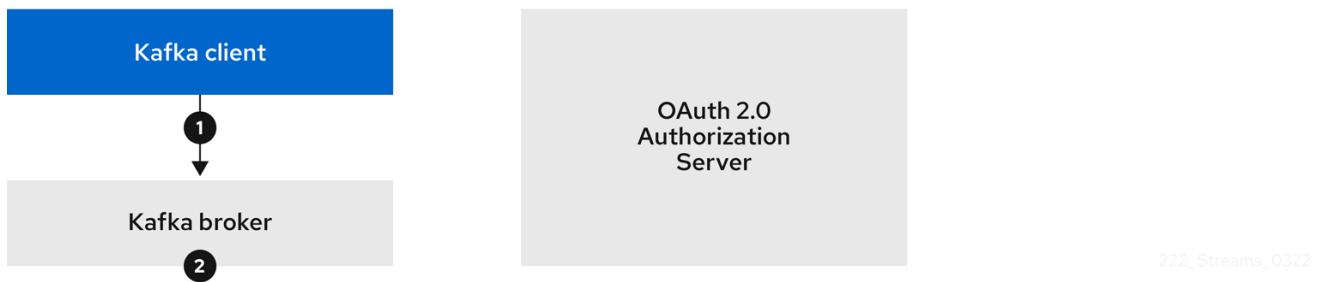 Kafka client
1
Kafka broker
2
OAuth 2.0
Authorization
Server
222_Streams_0322